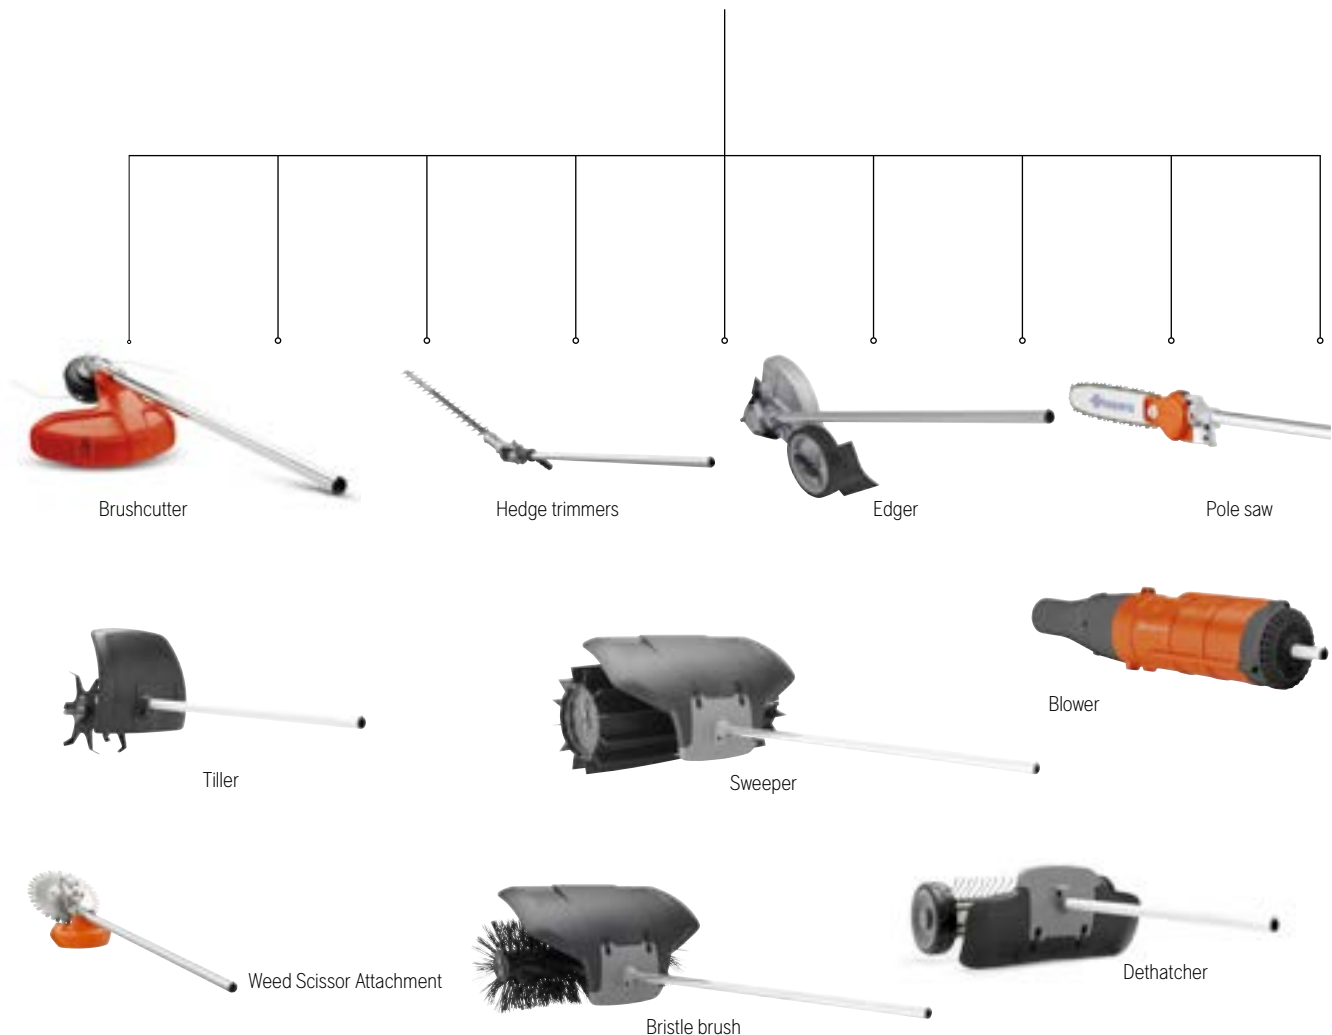 Brushcutter
Hedge trimmers
Edger
Pole saw
Blower
Tiller
Sweeper
Weed Scissor Attachment
Dethatcher
Bristle brush